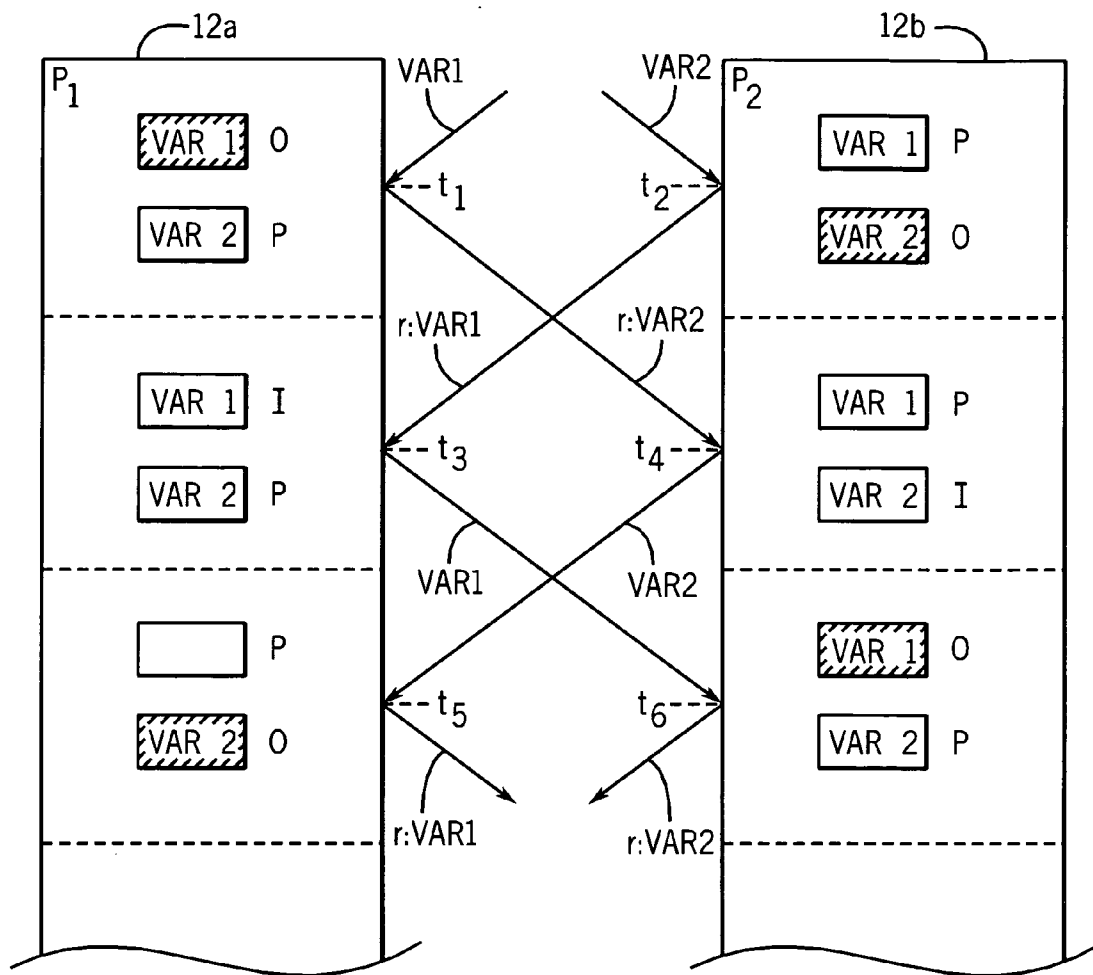 12a
12b
P1
VAR 1 O
VAR 2 P
VAR1
VAR2
t1
t2
P2
VAR 1 P
VAR 2 O
VAR 1 I
VAR 2 P
r:VAR1
r:VAR2
t3
t4
VAR 1 P
VAR 2 I
VAR1
VAR2
P
VAR 2 O
t5
t6
VAR 1 O
VAR 2 P
r:VAR1
r:VAR2